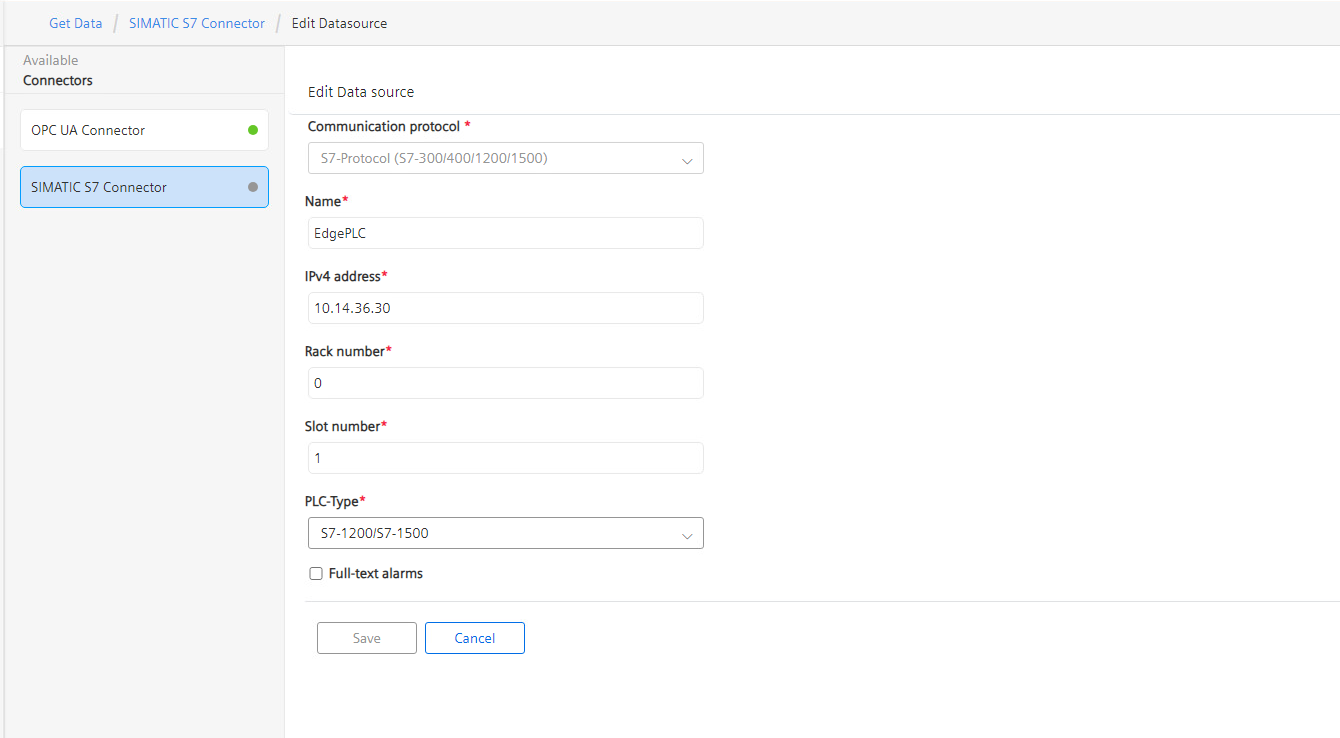 Get Data / SIMATIC S7 Connector / Edit Datasource
Available
Connectors
OPC UA Connector
SIMATIC S7 Connector
Edit Data source
Communication protocol *
S7-Protocol (S7-300/400/1200/1500)
Name*
EdgePLC
IPv4 address*
10.14.36.30
Rack number*
0
Slot number*
1
PLC-Type*
S7-1200/S7-1500
Full-text alarms
Save Cancel